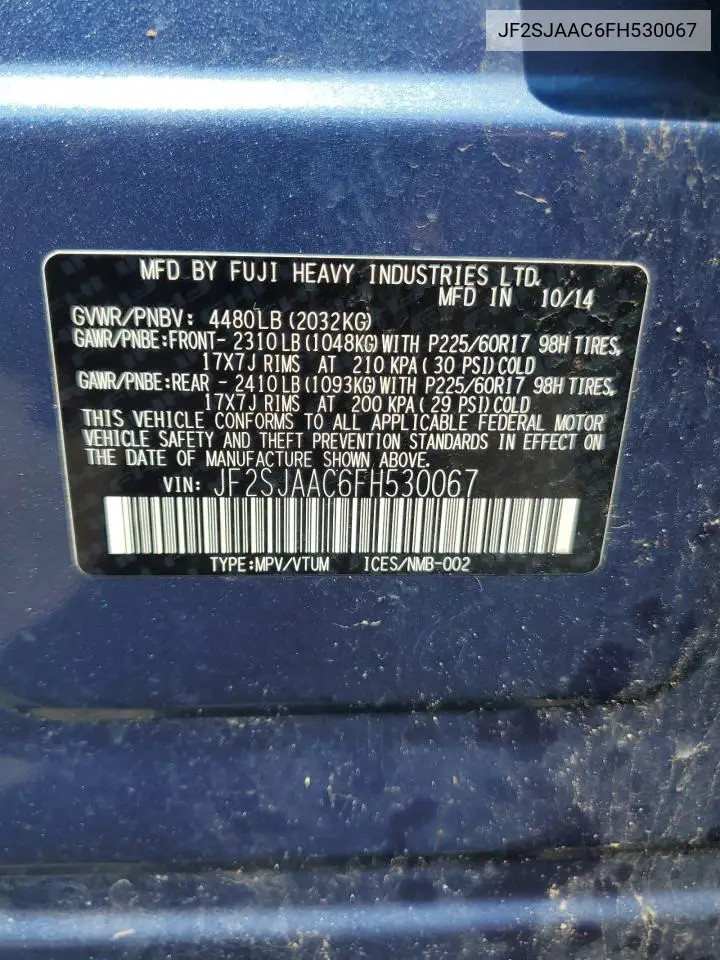 JF2SJAAC6FH530067
MFD BY FUJI HEAVY INDUSTRIES LTD.
MFD IN 10/14
GVWR/PNBV: 4480LB (2032KG)
GAWR/PNBE:FRONT- 2310LB (1048KG) WITH P225/60R17 98H TIRES,
17X7J RIMS AT 210 KPA ( 30 PSI) COLD
GAWR/PNBE:REAR - 2410LB (1093KG) WITH P225/60R17 98H TIRES,
17X7J RIMS AT 200 KPA ( 29 PSI) COLD
THIS VEHICLE CONFORMS TO ALL APPLICABLE FEDERAL MOTOR
VEHICLE SAFETY AND THEFT PREVENTION STANDARDS IN EFFECT ON
THE DATE OF MANUFACTURE SHOWN ABOVE.
VIN: JF2SJAAC6FH530067
TYPE:MPV/VTUM ICES/NMB-002